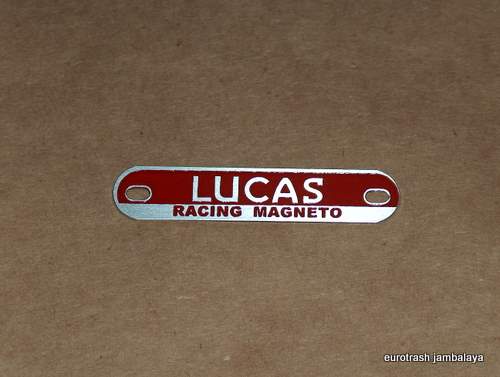 LUCAS
RACING MAGNETO
eurotrash jambalaya